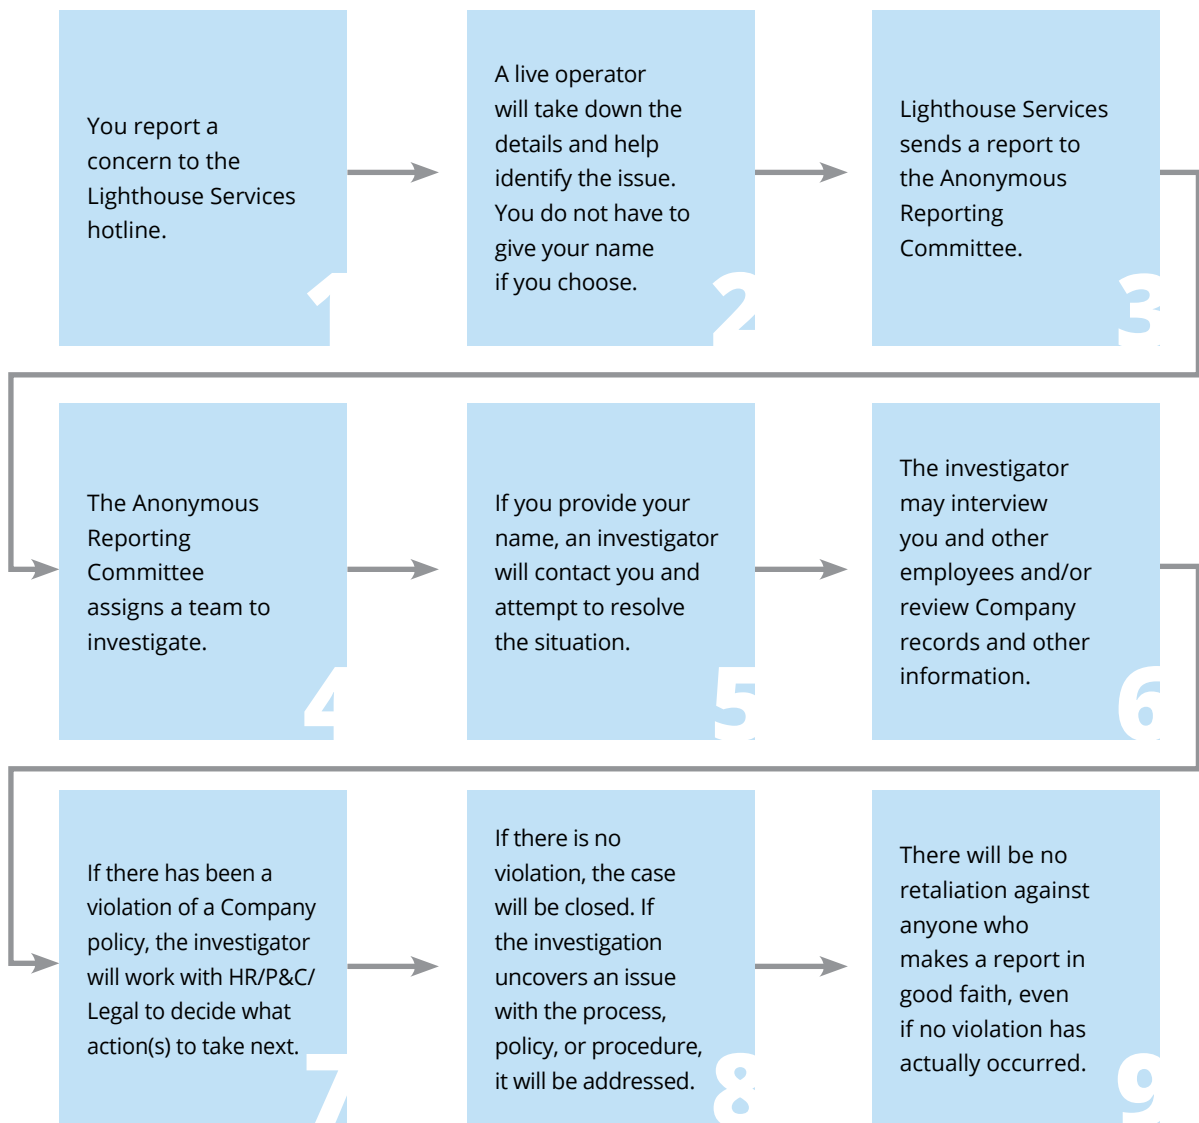 You report a
concern to the
Lighthouse Services
hotline.
1
A live operator
will take down the
details and help
identify the issue.
You do not have to
give your name
if you choose.
2
Lighthouse Services
sends a report to
the Anonymous
Reporting
Committee.
3
The Anonymous
Reporting
Committee
assigns a team to
investigate.
4
If you provide your
name, an investigator
will contact you and
attempt to resolve
the situation.
5
The investigator
may interview
you and other
employees and/or
review Company
records and other
information.
6
If there has been a
violation of a Company
policy, the investigator
will work with HR/P&C/
Legal to decide what
action(s) to take next.
7
If there is no
violation, the case
will be closed. If
the investigation
uncovers an issue
with the process,
policy, or procedure,
it will be addressed.
8
There will be no
retaliation against
anyone who
makes a report in
good faith, even
if no violation has
actually occurred.
9